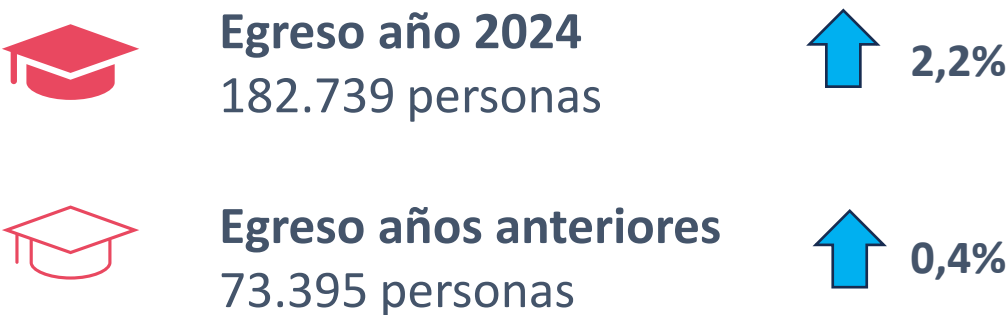 Egreso año 2024
182.739 personas
2,2%
Egreso años anteriores
73.395 personas
0,4%